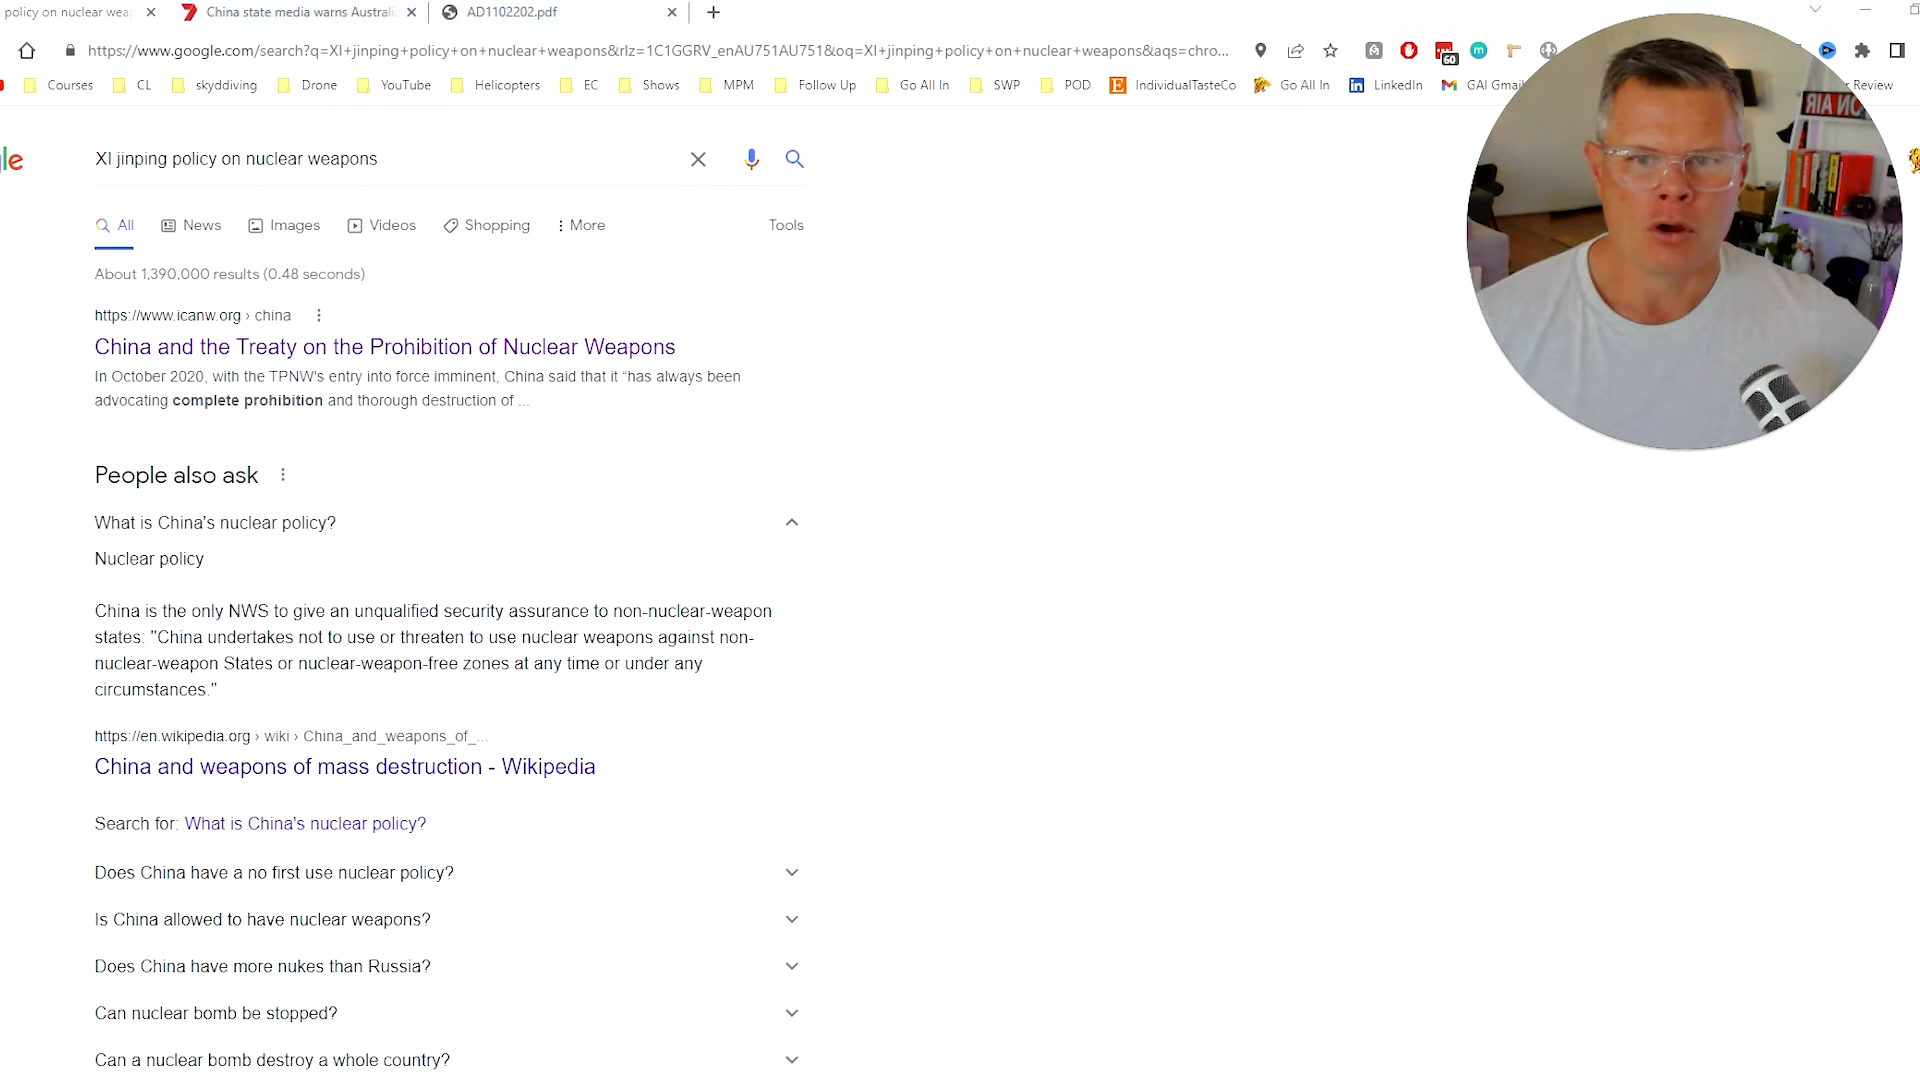 policy on nuclear wea
China state media warns Australi
AD1102202.pdf
https://www.google.com/search?q=XI+jinping+policy+on+nuclear+weapons&rlz=1C1GGRV_enAU751AU751&oq=XI+jinping+policy+on+nuclear+weapons&aqs=chro...
60
m
Courses
CL
skyddiving
Drone
YouTube
Helicopters
EC
Shows
MPM
Follow Up
Go All In
SWP
POD
E
IndividualTasteCo
Go All In
in
LinkedIn
GAI Gmail
Review
ON AIR
le
XI jinping policy on nuclear weapons
All
News
Images
Videos
Shopping
More
Tools
About 1,390,000 results (0.48 seconds)
https://www.icanw.org › china
China and the Treaty on the Prohibition of Nuclear Weapons
In October 2020, with the TPNW's entry into force imminent, China said that it “has always been
advocating complete prohibition and thorough destruction of ...
People also ask
What is China's nuclear policy?
Nuclear policy
China is the only NWS to give an unqualified security assurance to non-nuclear-weapon
states: "China undertakes not to use or threaten to use nuclear weapons against non-
nuclear-weapon States or nuclear-weapon-free zones at any time or under any
circumstances."
https://en.wikipedia.org › wiki › China_and_weapons_of_...
China and weapons of mass destruction - Wikipedia
Search for: What is China's nuclear policy?
Does China have a no first use nuclear policy?
Is China allowed to have nuclear weapons?
Does China have more nukes than Russia?
Can nuclear bomb be stopped?
Can a nuclear bomb destroy a whole country?